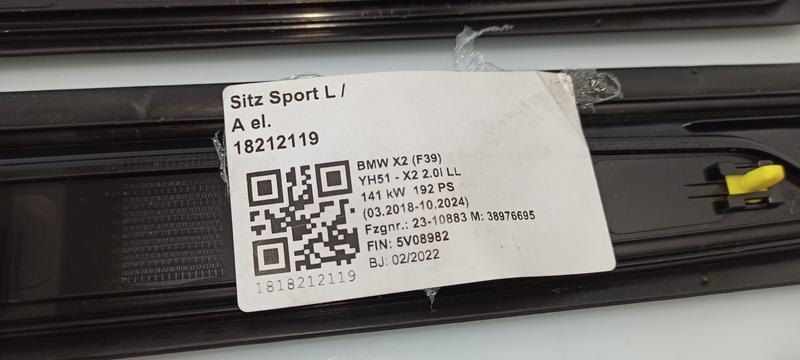 Sitz Sport L /
A el.
18212119
BMW X2 (F39)
YH51 - X2 2.0i LL
141 kW 192 PS
(03.2018-10.2024)
Fzgnr.: 23-10883 M: 38976695
FIN: 5V08982
BJ: 02/2022
1818212119